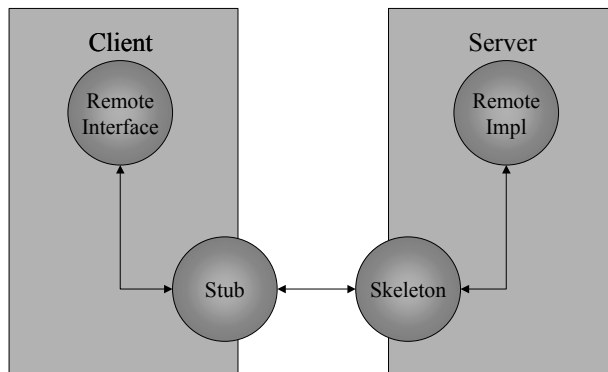 Client
Server
Remote
Interface
Remote
Impl
Stub
Skeleton